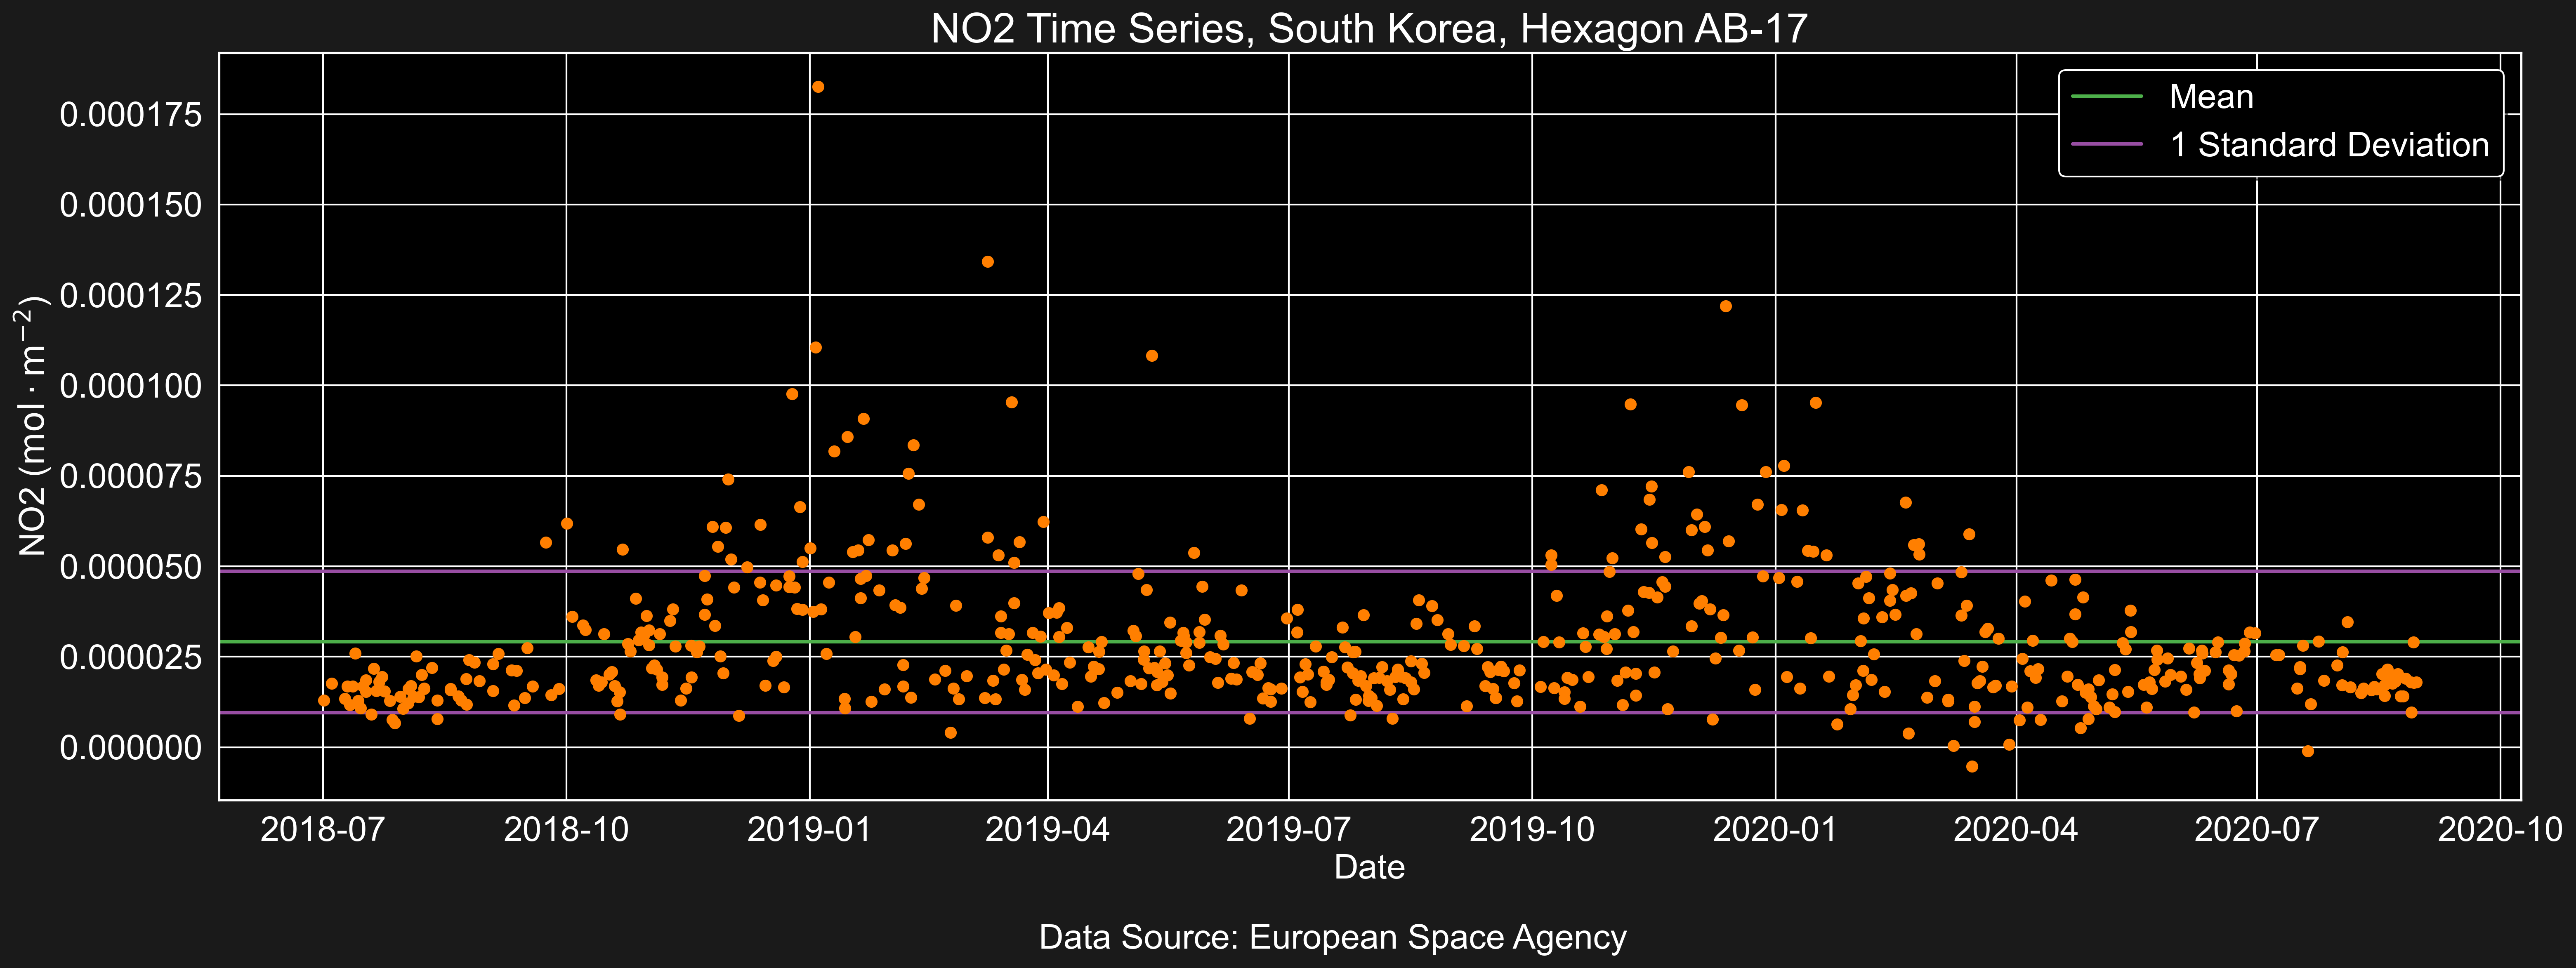 NO2 Time Series, South Korea, Hexagon AB-17
Mean
1 Standard Deviation
NO2 (mol · m⁻²)
0.000175
0.000150
0.000125
0.000100
0.000075
0.000050
0.000025
0.000000
2018-07 2018-10 2019-01 2019-04 2019-07 2019-10 2020-01 2020-04 2020-07 2020-10
Date
Data Source: European Space Agency